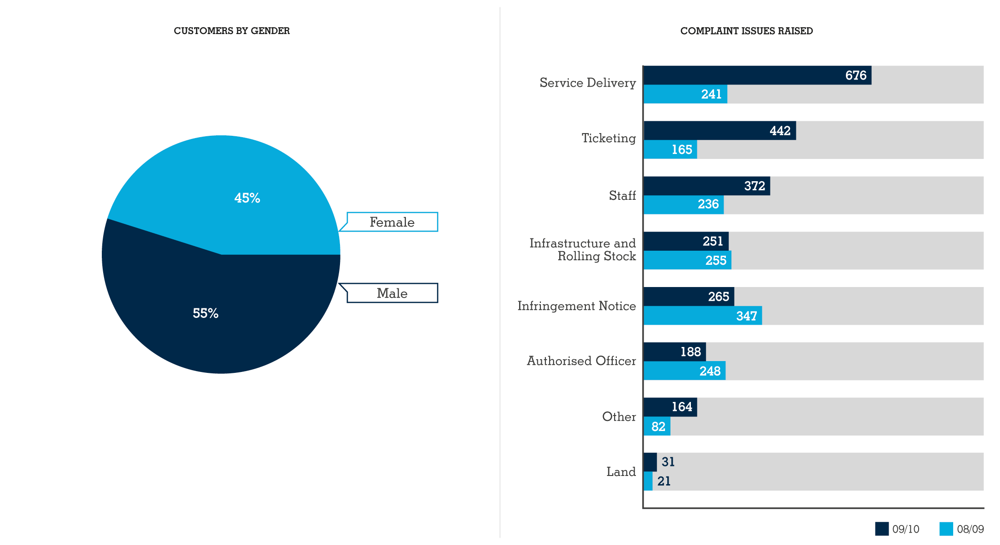 CUSTOMERS BY GENDER
45%
Female
Male
55%
COMPLAINT ISSUES RAISED
Service Delivery
676
241
Ticketing
442
165
Staff
372
236
Infrastructure and
Rolling Stock
251
255
Infringement Notice
265
347
Authorised Officer
188
248
Other
164
82
Land
31
21
09/10
08/09